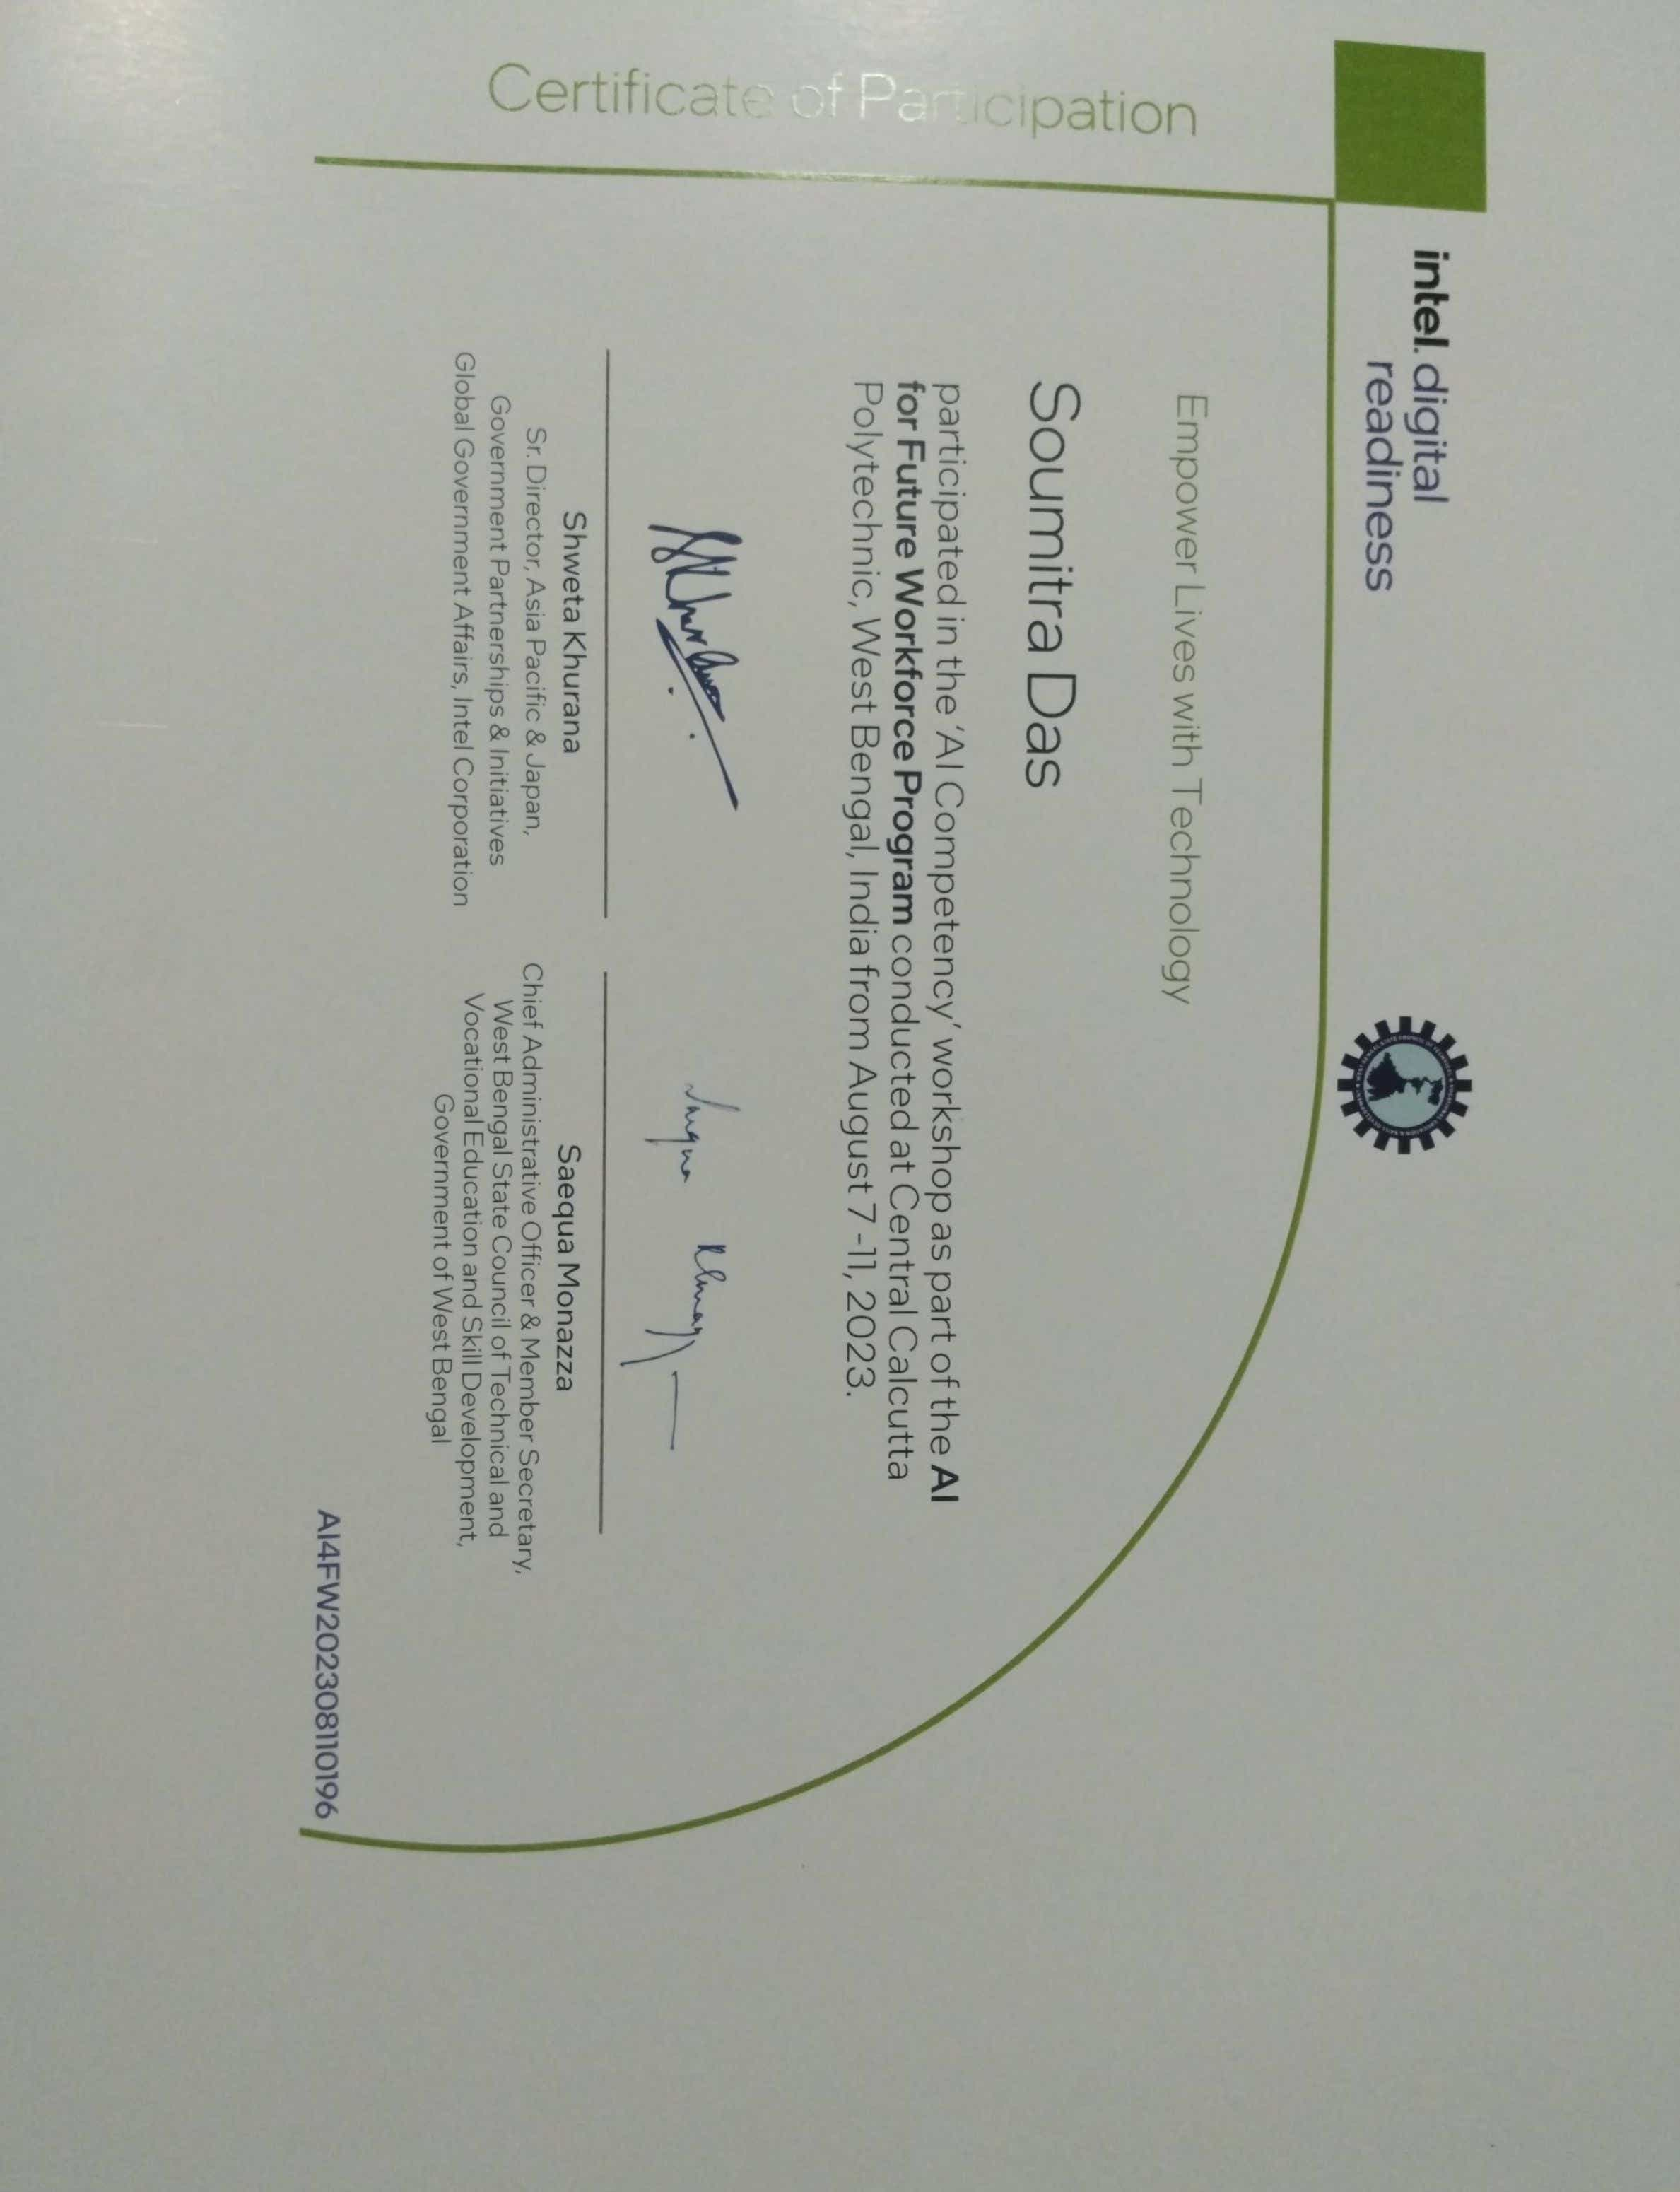 intel. digital
readiness
Certificate of Participation
Empower Lives with Technology
Soumitra Das
participated in the ‘AI Competency’ workshop as part of the AI
for Future Workforce Program conducted at Central Calcutta
Polytechnic, West Bengal, India from August 7 -11, 2023.
Shweta Khurana
Sr. Director, Asia Pacific & Japan,
Government Partnerships & Initiatives
Global Government Affairs, Intel Corporation
Saequa Monazza
Chief Administrative Officer & Member Secretary,
West Bengal State Council of Technical and
Vocational Education and Skill Development,
Government of West Bengal
AI4FW202308110196